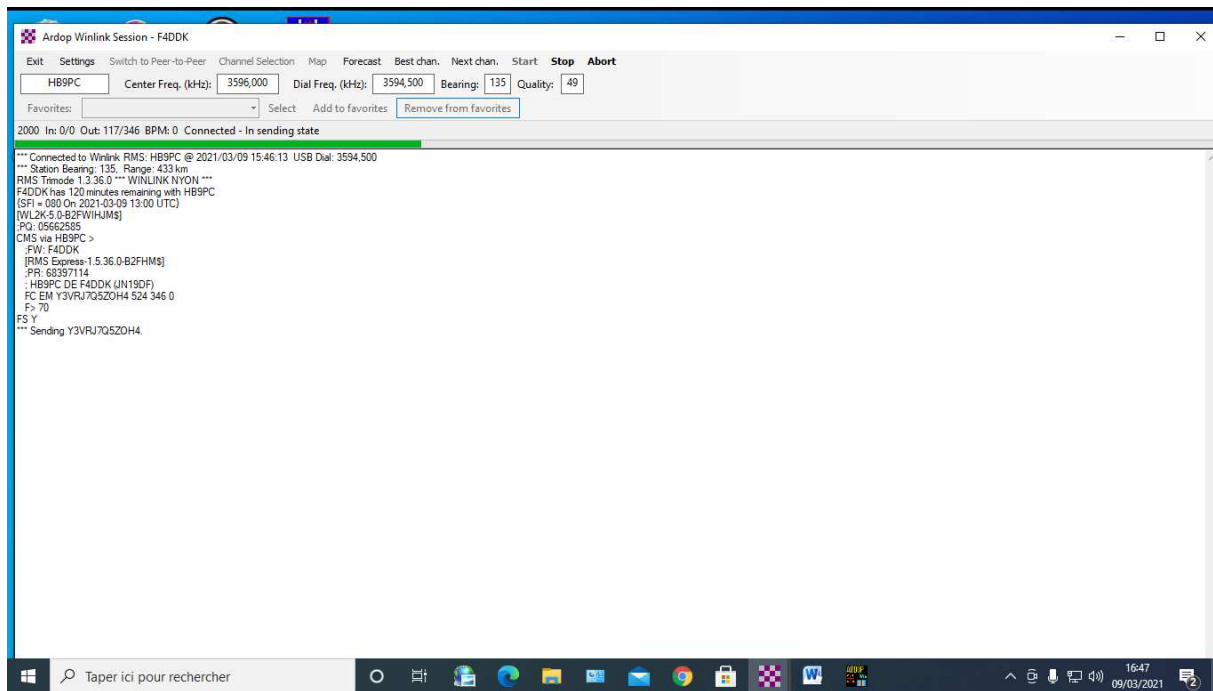 Ardop Winlink Session - F4DDK
Exit Settings Switch to Peer-to-Peer Channel Selection Map Forecast Best chan. Next chan. Start Stop Abort
HB9PC Center Freq. (kHz): 3596,000 Dial Freq. (kHz): 3594,500 Bearing: 135 Quality: 49
Favorites: Select Add to favorites Remove from favorites
2000 In: 0/0 Out: 117/346 BPM: 0 Connected - In sending state
*** Connected to Winlink RMS: HB9PC @ 2021/03/09 15:46:13 USB Dial: 3594,500
*** Station Bearing: 135, Range: 433 km
RMS Trimode 1.3.36.0 *** WINLINK NYON ***
F4DDK has 120 minutes remaining with HB9PC
{SFI = 080 On 2021-03-09 13:00 UTC}
[WL2K-5.0-B2FWIHJM$]
;PQ: 05662585
CMS via HB9PC >
;FW: F4DDK
[RMS Express-1.5.36.0-B2FHM$]
;PR: 68397114
; HB9PC DE F4DDK (JN19DF)
FC EM Y3VRJ7Q5ZOH4 524 346 0
F> 70
FS Y
*** Sending Y3VRJ7Q5ZOH4.
Taper ici pour rechercher
16:47
09/03/2021
2